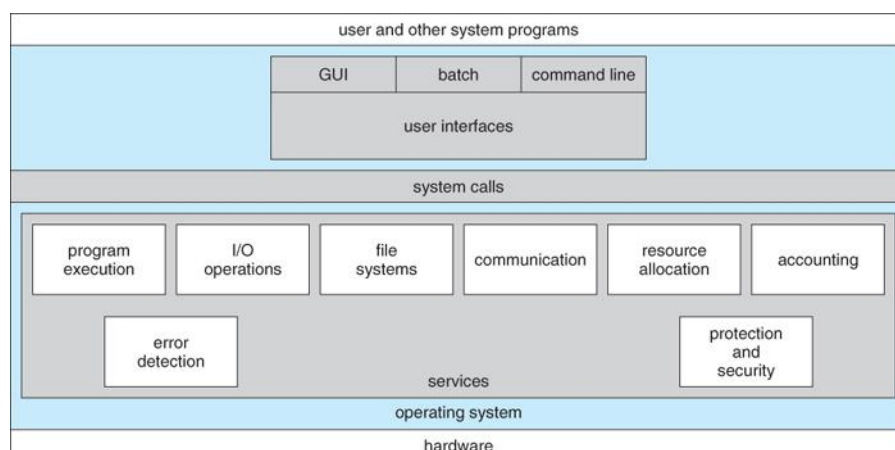 user and other system programs
GUI batch command line
user interfaces
system calls
program
execution
I/O
operations
file
systems
communication
resource
allocation
accounting
error
detection
protection
and
security
services
operating system
hardware